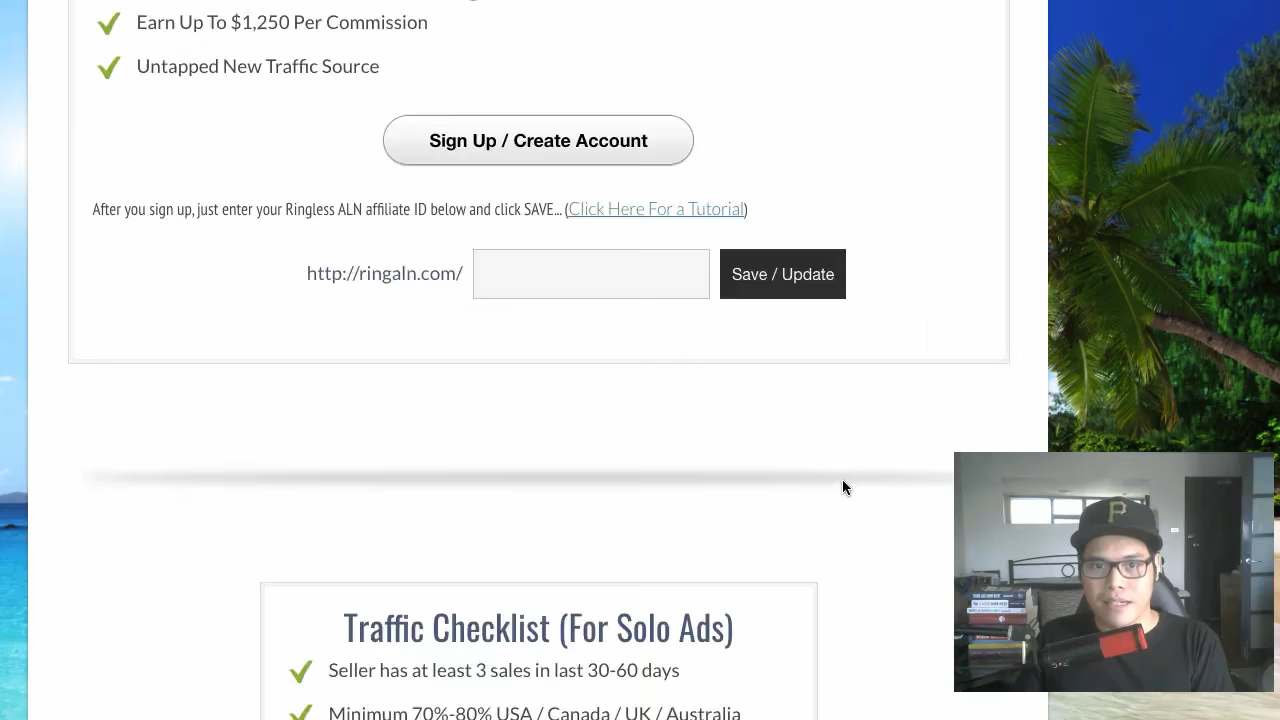 Earn Up To $1,250 Per Commission
Untapped New Traffic Source
Sign Up / Create Account
After you sign up, just enter your Ringless ALN affiliate ID below and click SAVE... (Click Here For a Tutorial)
http://ringaln.com/
Save / Update
Traffic Checklist (For Solo Ads)
Seller has at least 3 sales in last 30-60 days
Minimum 70%-80% USA / Canada / UK / Australia
P